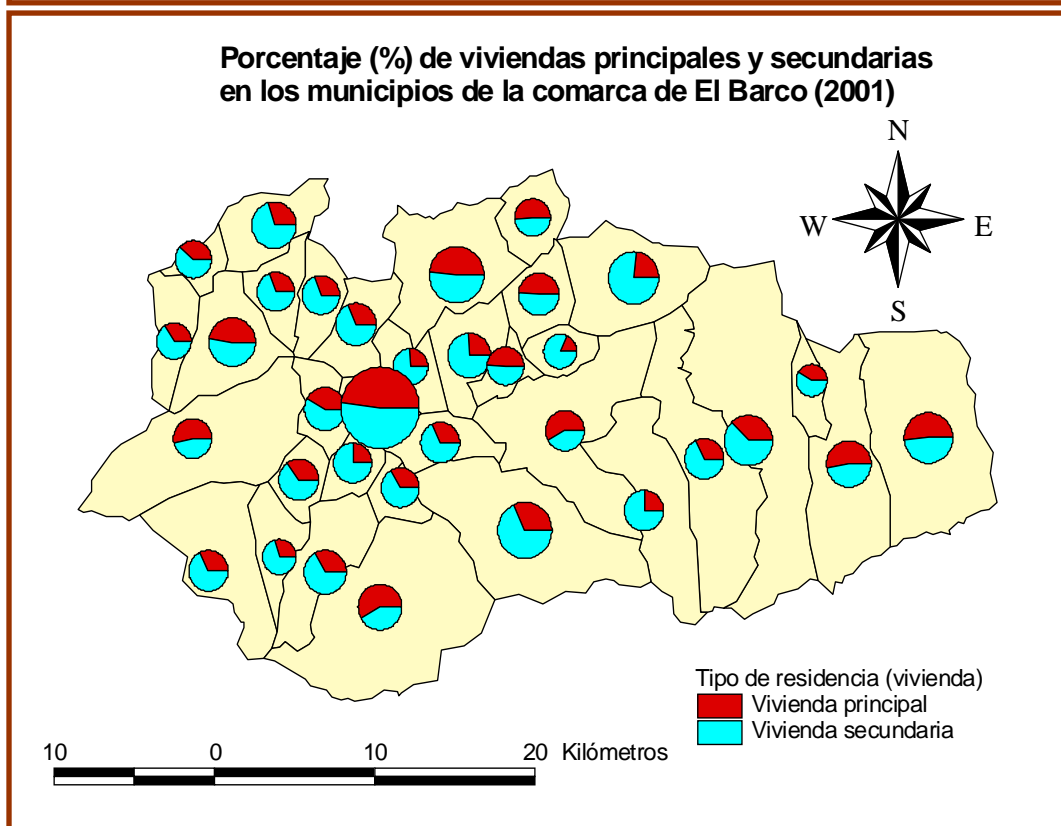 Porcentaje (%) de viviendas principales y secundarias
en los municipios de la comarca de El Barco (2001)
N
W E
S
Tipo de residencia (vivienda)
Vivienda principal
Vivienda secundaria
10 0 10 20 Kilómetros